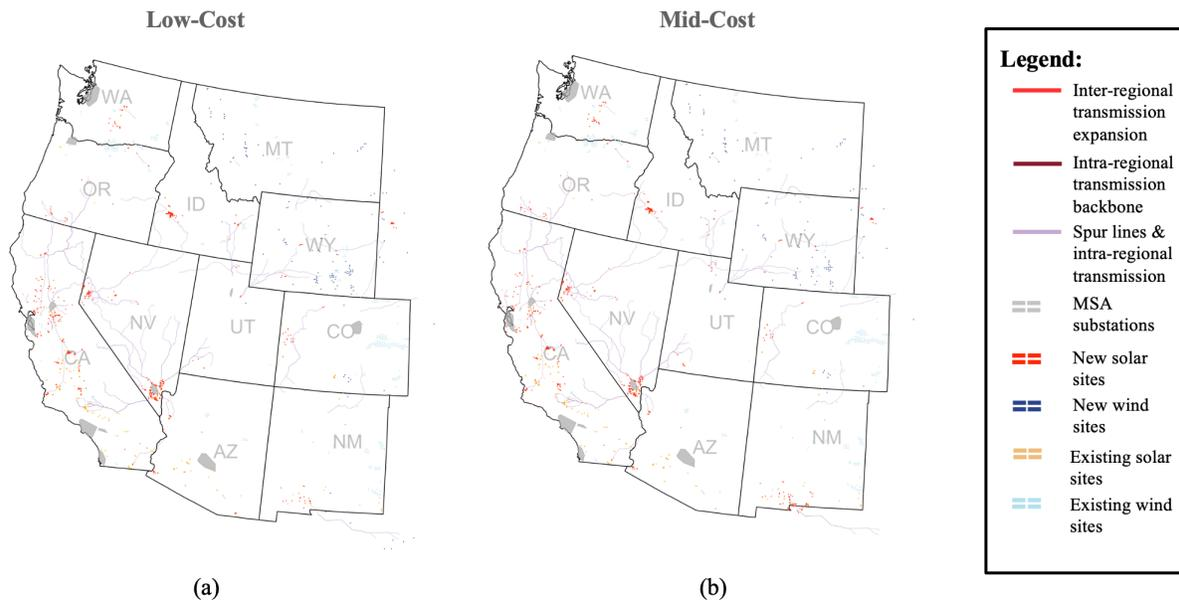 Low-Cost
Mid-Cost
WA
MT
OR
ID
WY
NV
UT
CO
CA
AZ
NM
(a)
WA
MT
OR
ID
WY
NV
UT
CO
CA
AZ
NM
(b)
Legend:
Inter-regional
transmission
expansion
Intra-regional
transmission
backbone
Spur lines &
intra-regional
transmission
MSA
substations
New solar
sites
New wind
sites
Existing solar
sites
Existing wind
sites